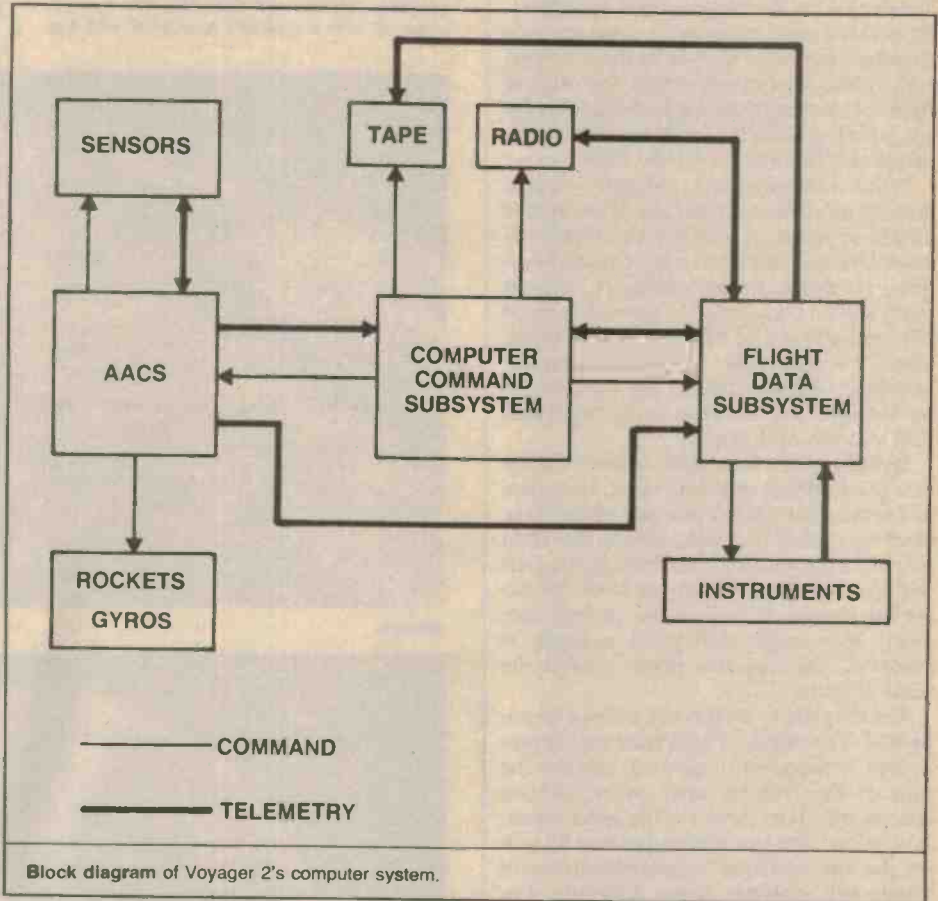 SENSORS
TAPE
RADIO
AACS
COMPUTER
COMMAND
SUBSYSTEM
FLIGHT
DATA
SUBSYSTEM
ROCKETS
GYROS
INSTRUMENTS
COMMAND
TELEMETRY
Block diagram of Voyager 2's computer system.